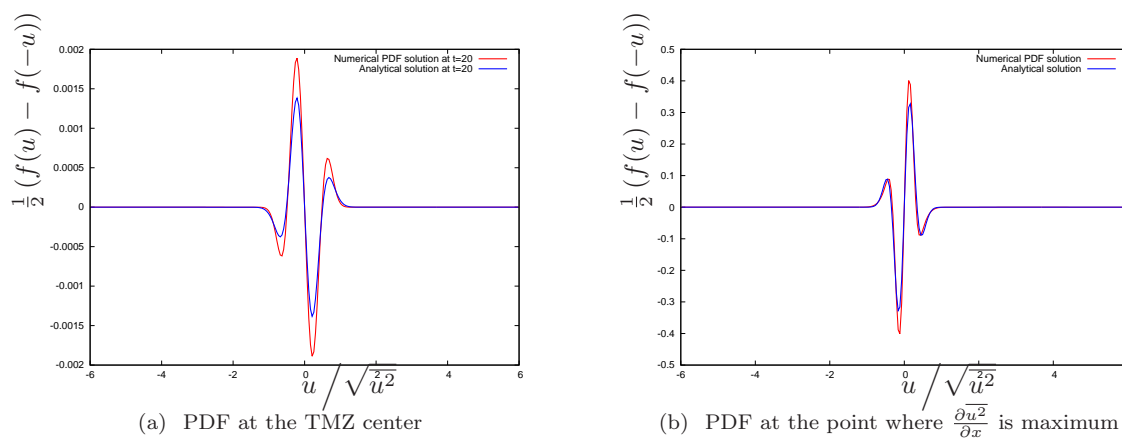 ½ (f(u) − f(−u))
0.002
0.0015
0.001
0.0005
0
-0.0005
-0.001
-0.0015
-0.002
Numerical PDF solution at t=20
Analytical solution at t=20
-6 -4 -2 0 2 4 6
u / √u̅²
(a) PDF at the TMZ center
½ (f(u) − f(−u))
0.5
0.4
0.3
0.2
0.1
0
-0.1
-0.2
-0.3
-0.4
-0.5
Numerical PDF solution
Analytical solution
-6 -4 -2 0 2 4
u / √u̅²
(b) PDF at the point where ∂u̅²/∂x is maximum